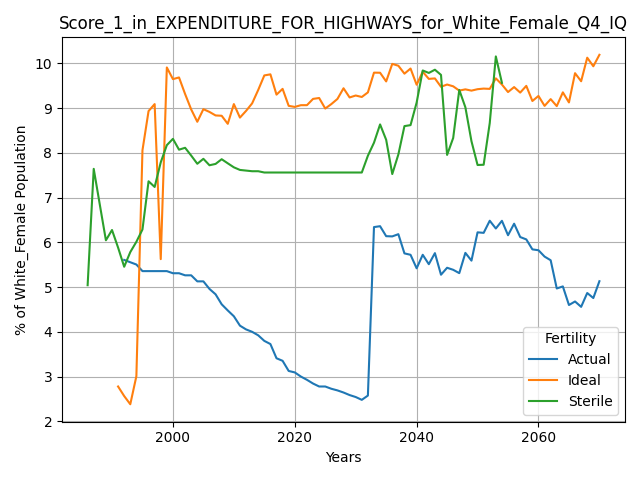 Score_1_in_EXPENDITURE_FOR_HIGHWAYS_for_White_Female_Q4_IQ
% of White_Female Population
10
9
8
7
6
5
4
3
2
2000 2020 2040 2060
Years
Fertility
Actual
Ideal
Sterile